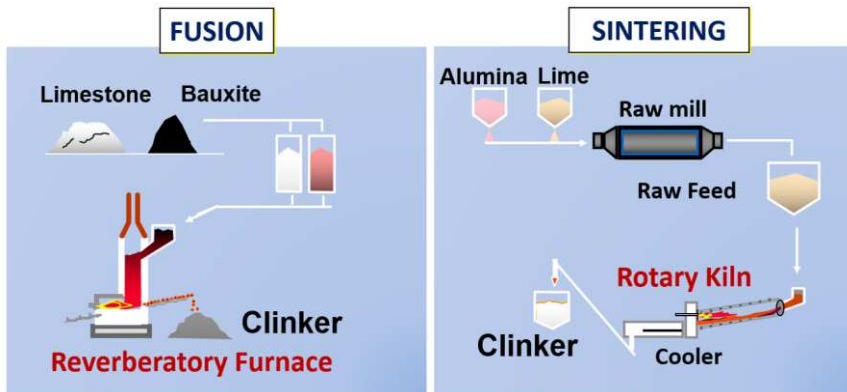 FUSION
Limestone Bauxite
Clinker
Reverberatory Furnace
SINTERING
Alumina Lime
Raw mill
Raw Feed
Rotary Kiln
Clinker
Cooler